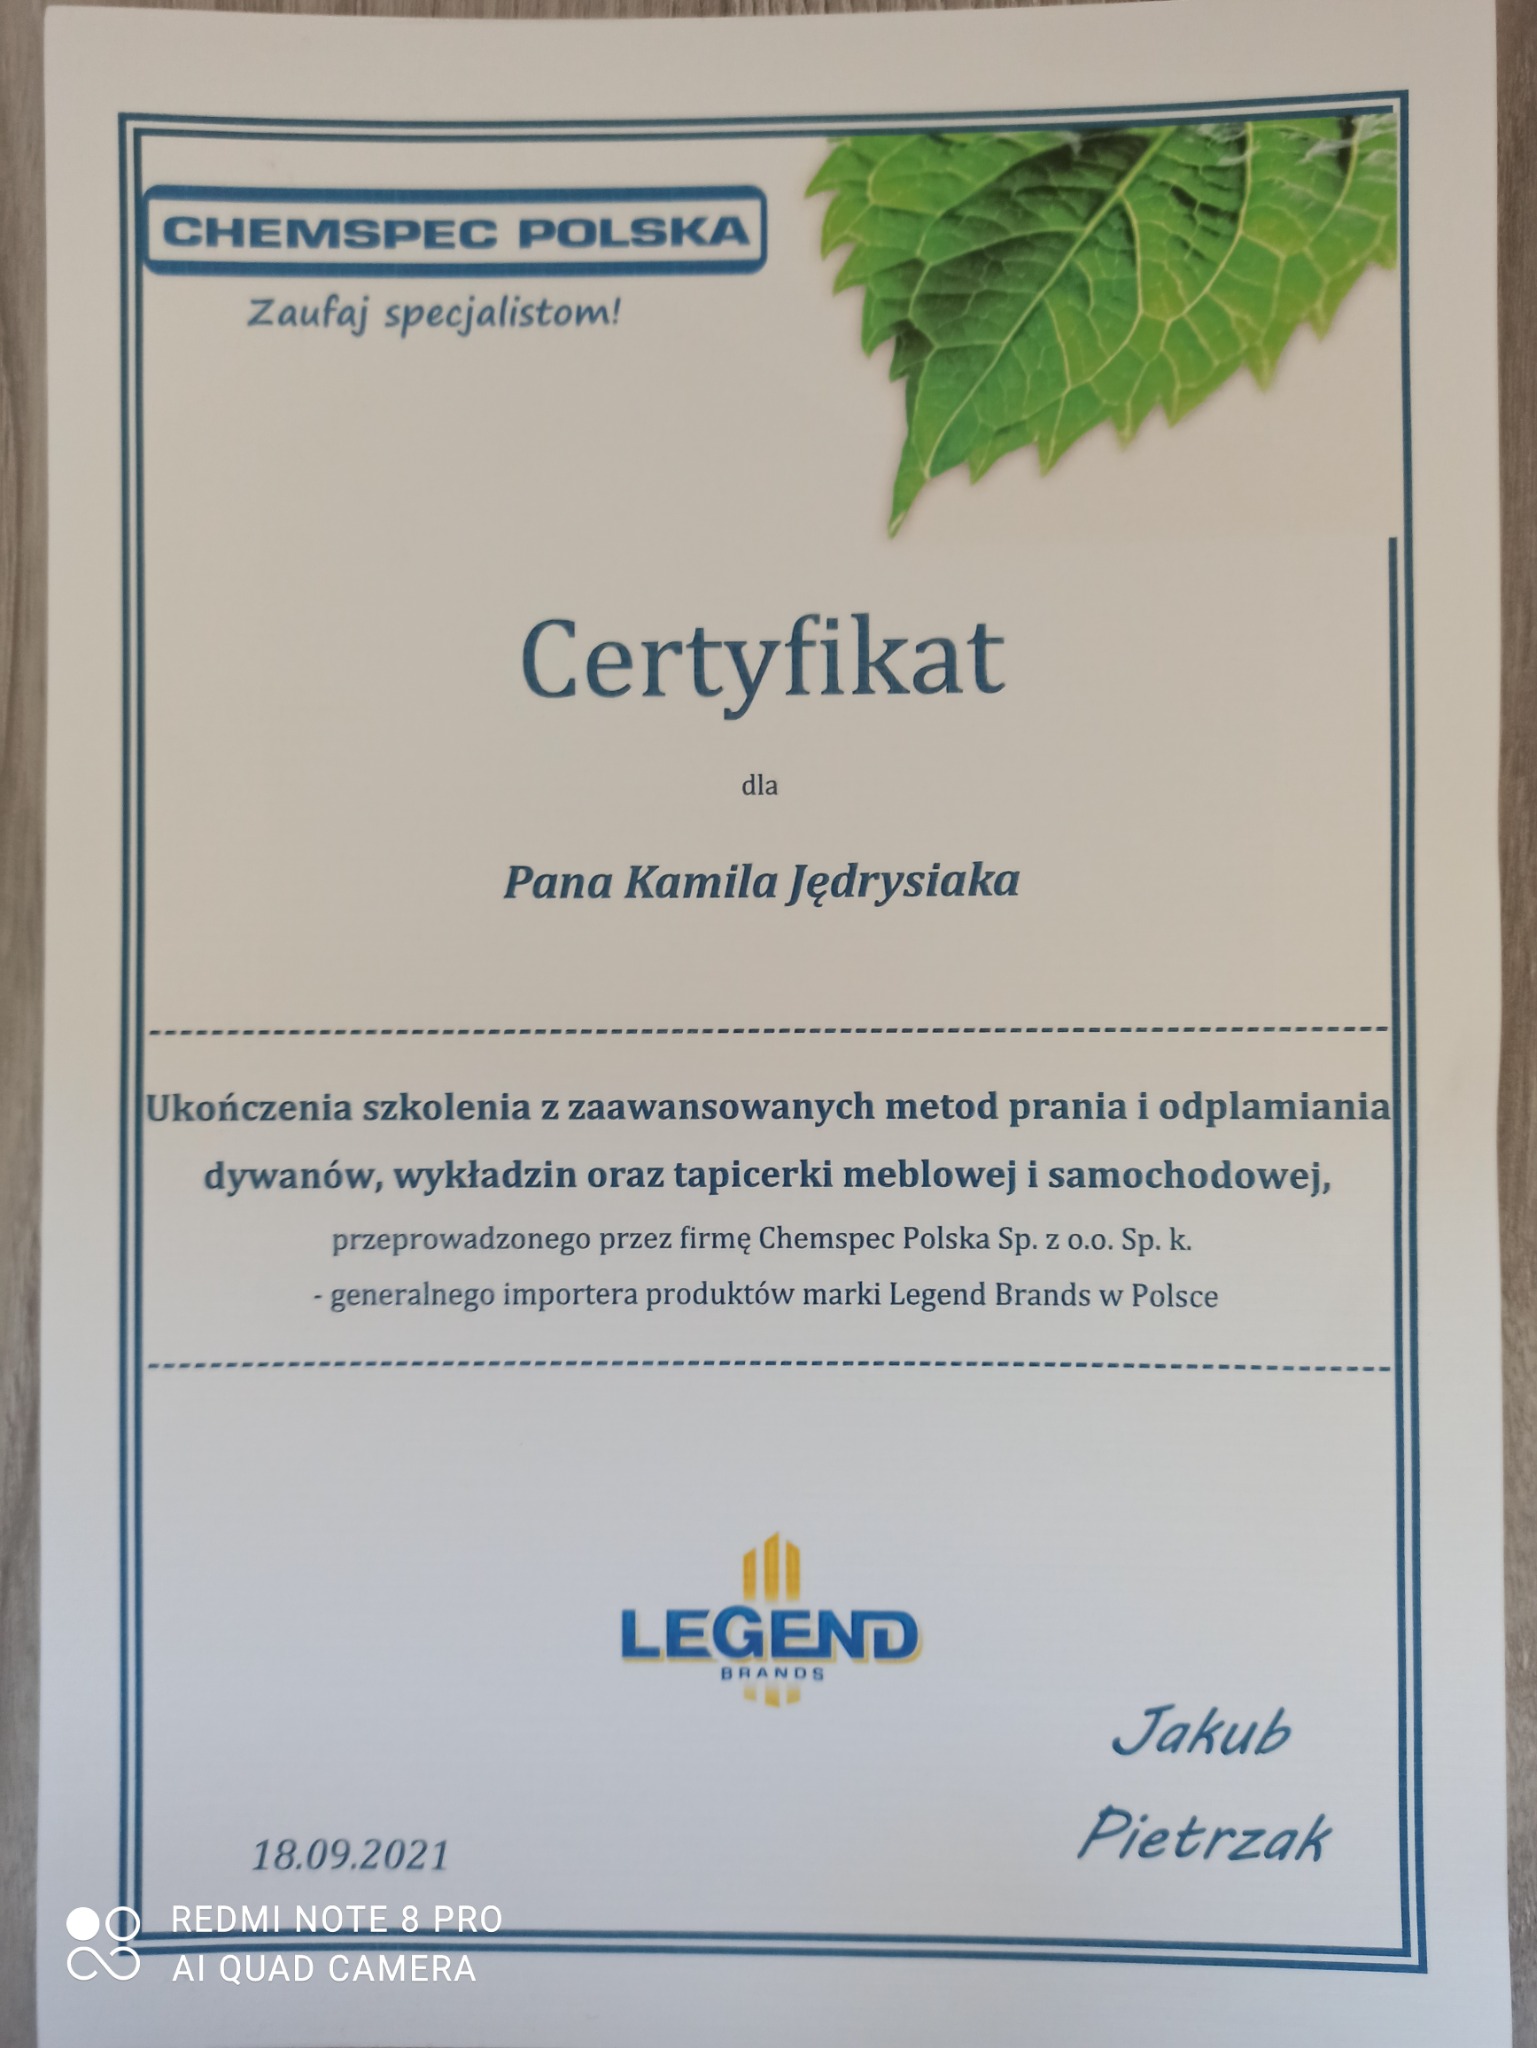 CHEMSPEC POLSKA
Zaufaj specjalistom!
Certyfikat
dla
Pana Kamila Jędrysiaka
Ukończenia szkolenia z zaawansowanych metod prania i odplamiania
dywanów, wykładzin oraz tapicerki meblowej i samochodowej,
przeprowadzonego przez firmę Chemspec Polska Sp. z o.o. Sp. k.
- generalnego importera produktów marki Legend Brands w Polsce
LEGEND
BRANDS
Jakub
Pietrzak
18.09.2021
REDMI NOTE 8 PRO
AI QUAD CAMERA